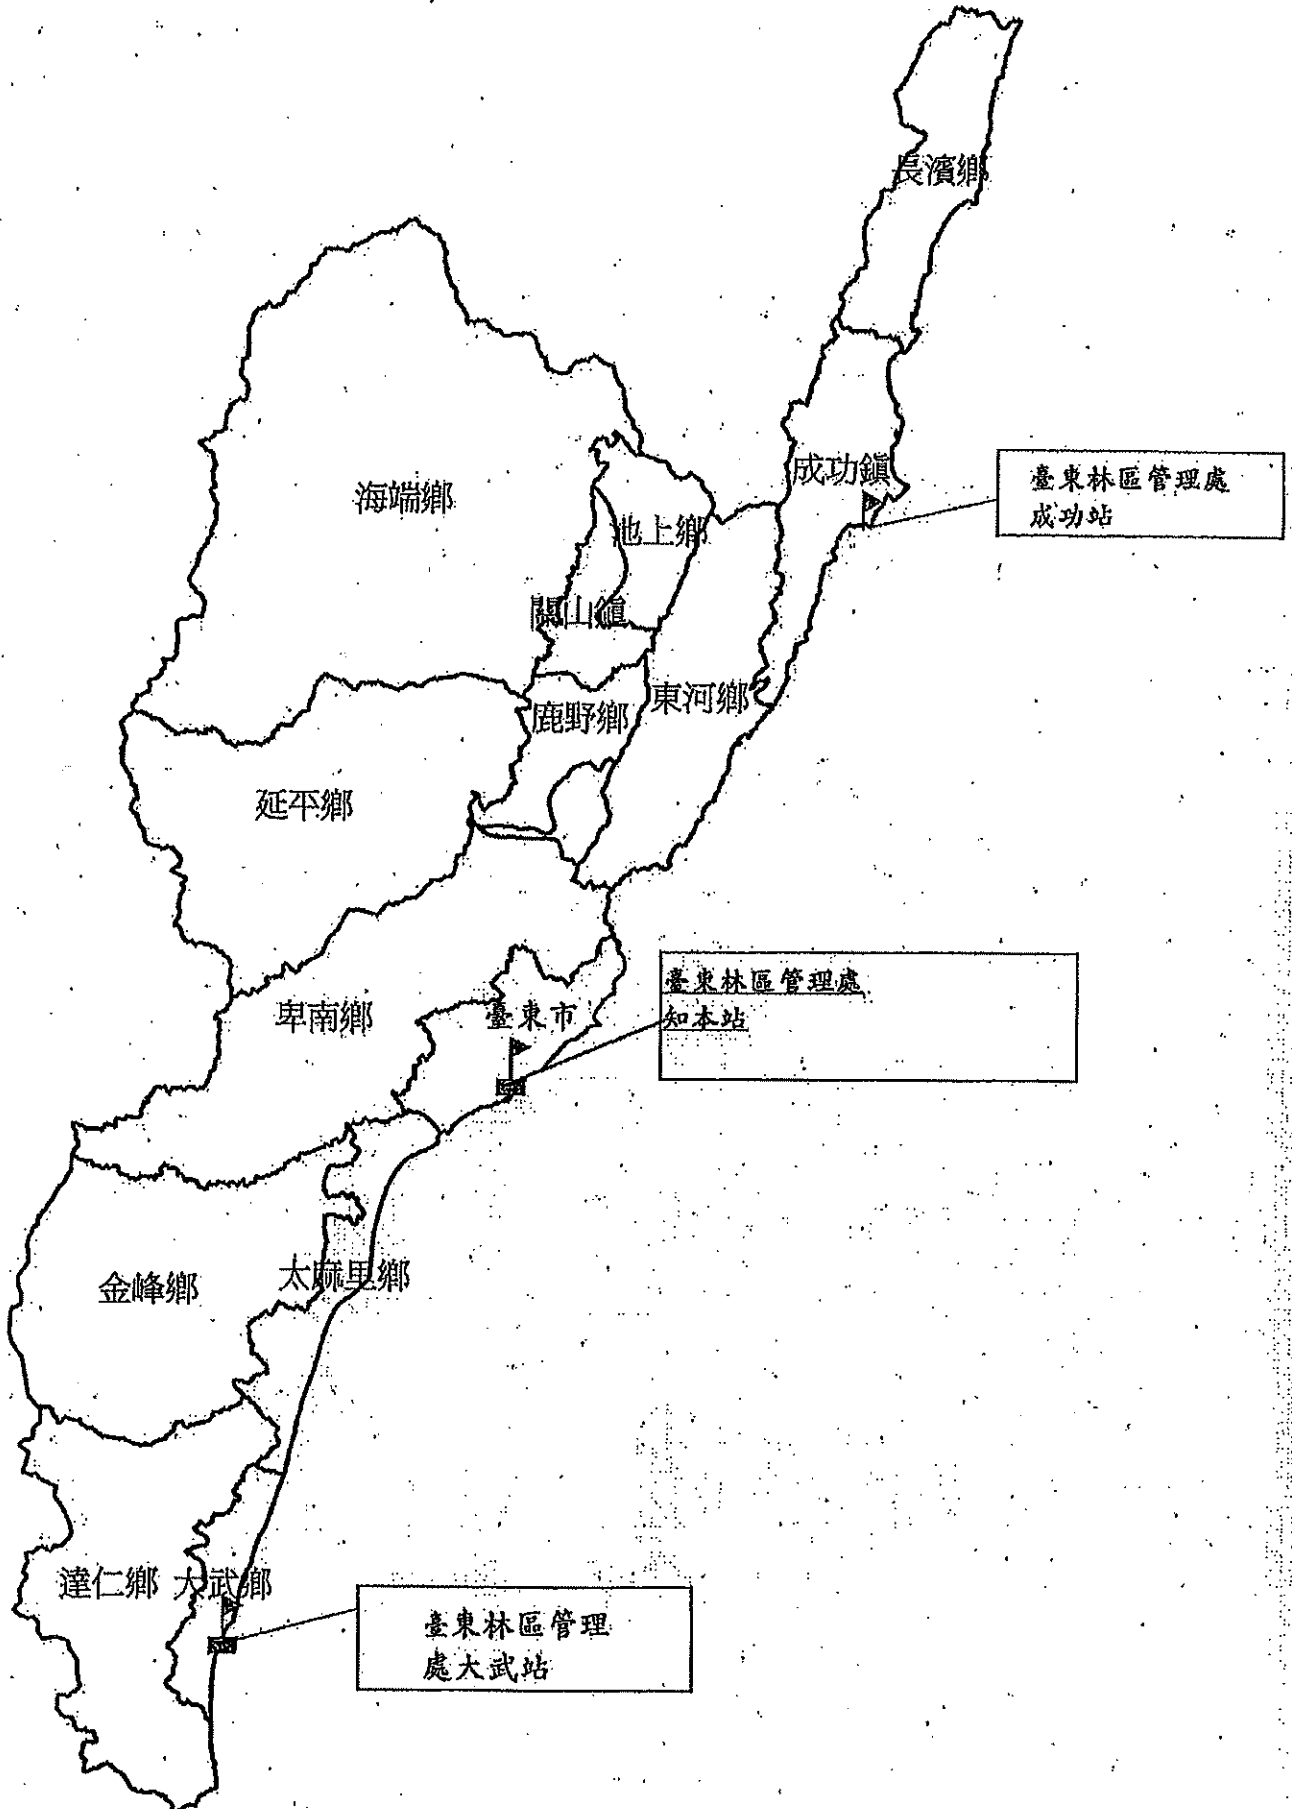 長濱鄉
成功鎮
臺東林區管理處
成功站
海端鄉
池上鄉
關山鎮
東河鄉
鹿野鄉
延平鄉
臺東林區管理處
知本站
卑南鄉
臺東市
太麻里鄉
金峰鄉
達仁鄉
大武鄉
臺東林區管理
處大武站